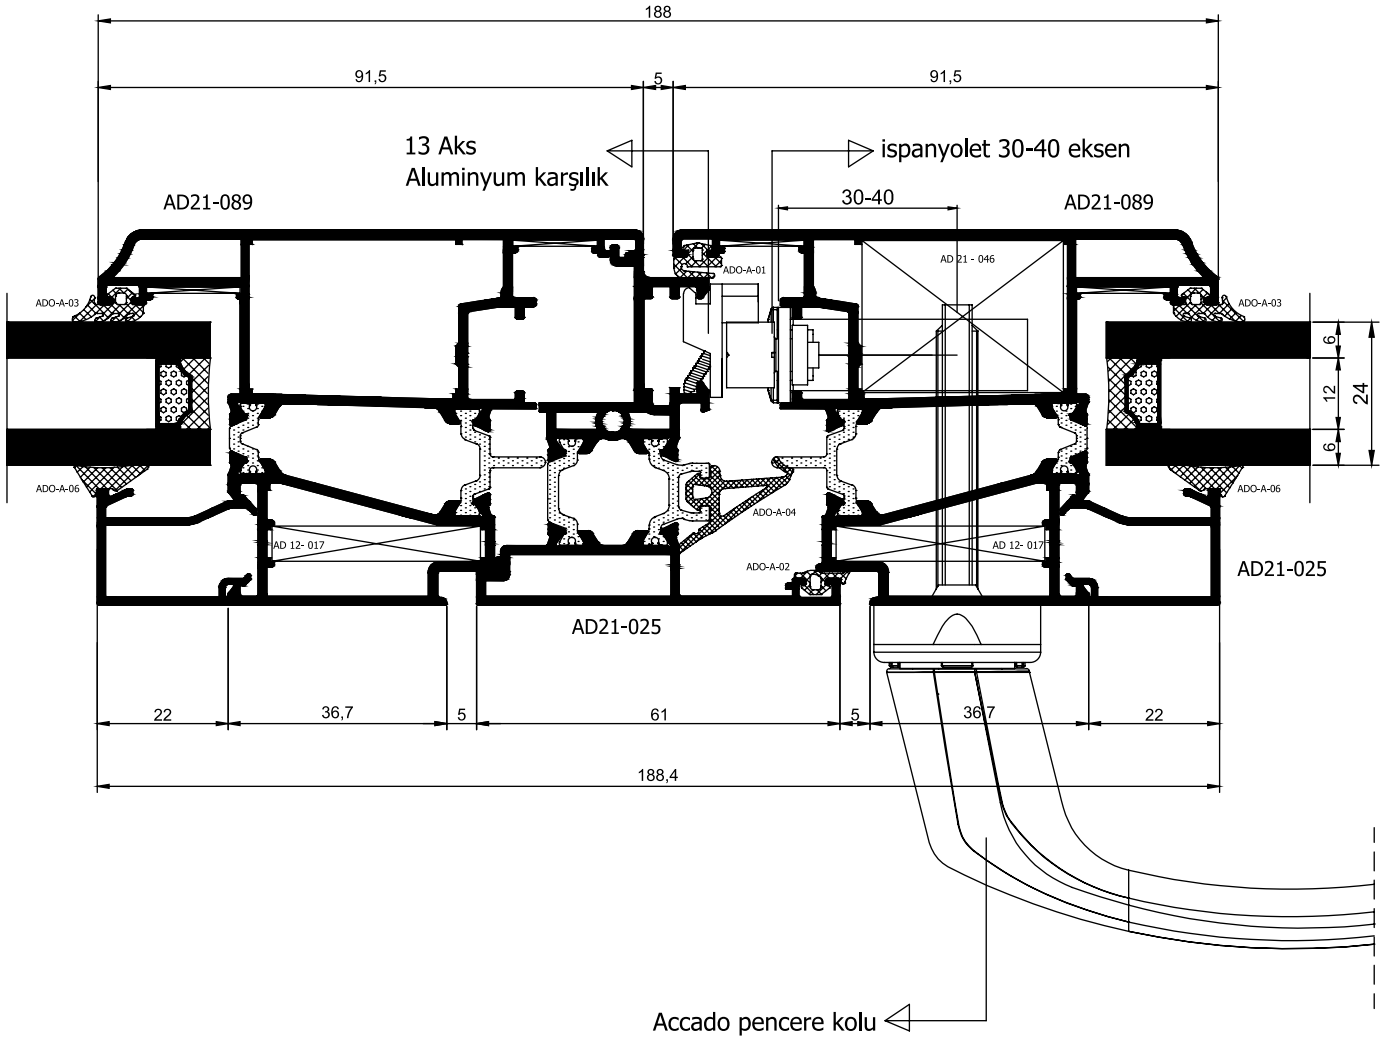 188
91,5
5
91,5
13 Aks
Aluminyum karşılık
ispanyolet 30-40 eksen
AD21-089
30-40
AD21-089
ADO-A-01
AD 21 - 046
ADO-A-03
ADO-A-03
6
12
24
6
ADO-A-06
ADO-A-06
ADO-A-04
AD 12- 017
AD 12- 017
ADO-A-02
AD21-025
AD21-025
22
36,7
5
61
5
36,7
22
188,4
Accado pencere kolu